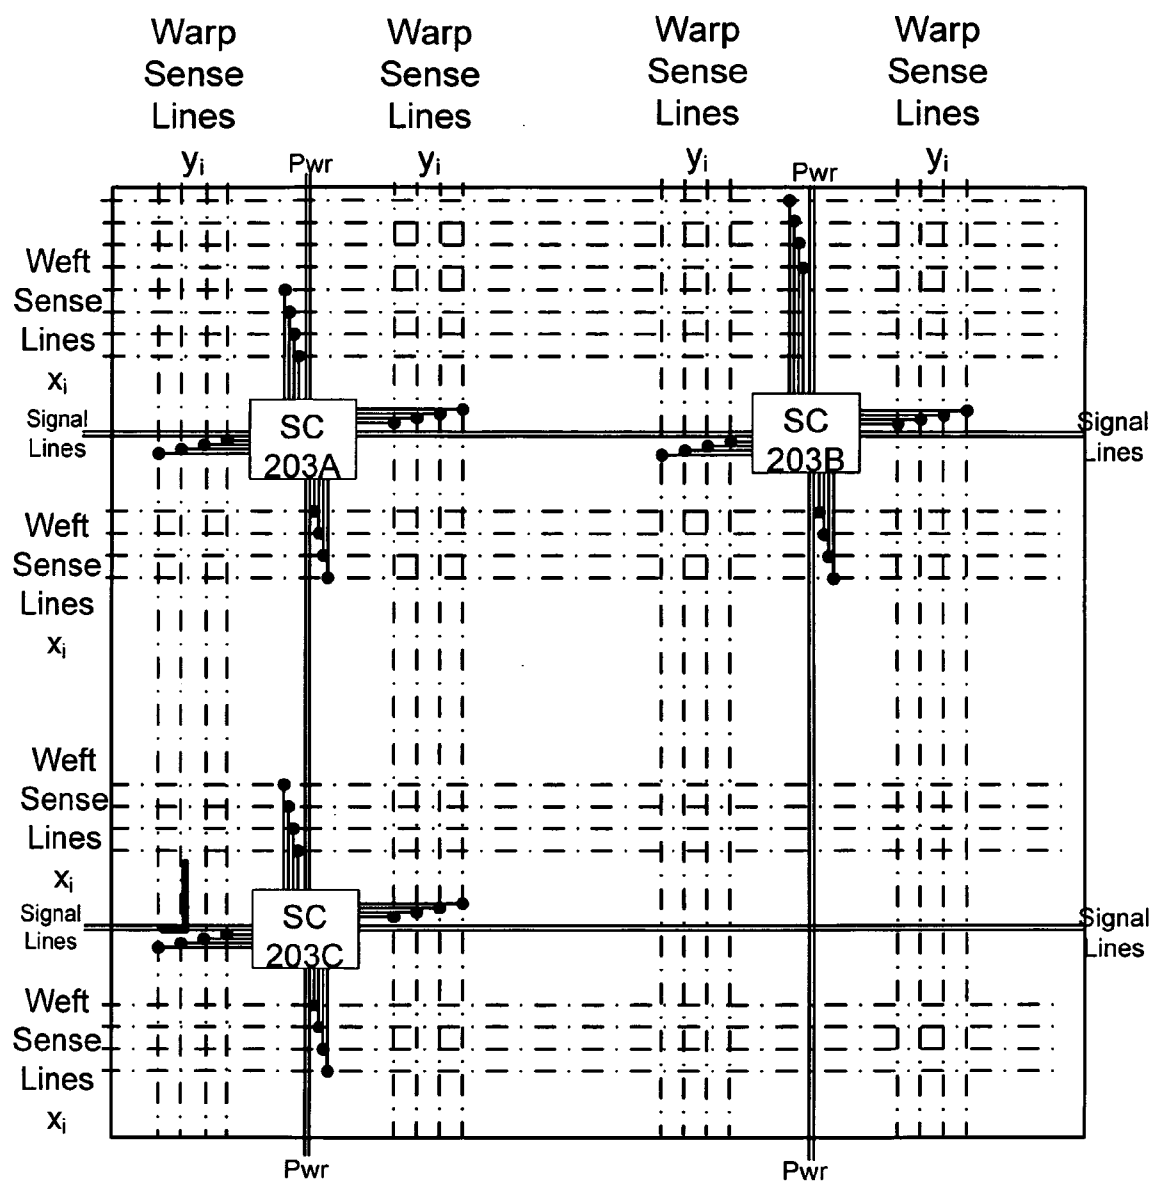 Warp
Sense
Lines
yi
Warp
Sense
Lines
yi
Warp
Sense
Lines
yi
Warp
Sense
Lines
yi
Pwr
Pwr
Weft
Sense
Lines
xi
Signal
Lines
SC
203A
SC
203B
Signal
Lines
Weft
Sense
Lines
xi
Weft
Sense
Lines
xi
Signal
Lines
SC
203C
Signal
Lines
Weft
Sense
Lines
xi
Pwr
Pwr